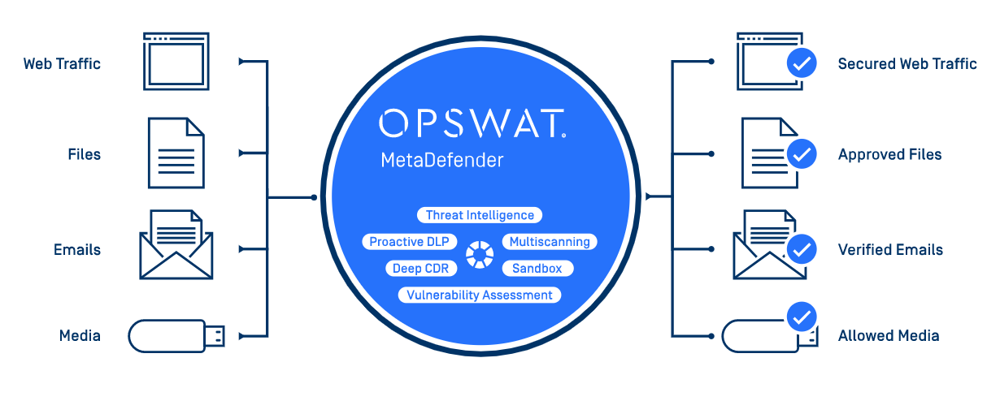 Web Traffic
Files
Emails
Media
OPSWAT.
MetaDefender
Threat Intelligence
Proactive DLP
Multiscanning
Deep CDR
Sandbox
Vulnerability Assessment
Secured Web Traffic
Approved Files
Verified Emails
Allowed Media